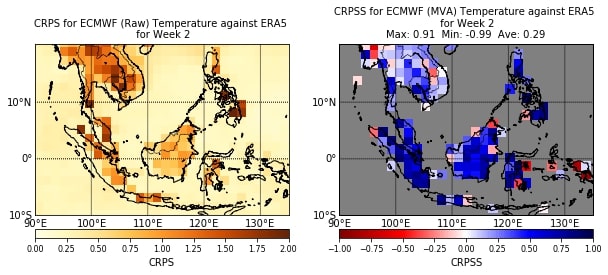 CRPS for ECMWF (Raw) Temperature against ERA5
for Week 2
10°N
0°
10°S
90°E
100°E
110°E
120°E
130°E
0.00 0.25 0.50 0.75 1.00 1.25 1.50 1.75 2.00
CRPS
CRPSS for ECMWF (MVA) Temperature against ERA5
for Week 2
Max: 0.91 Min: -0.99 Ave: 0.29
10°N
0°
10°S
90°E
100°E
110°E
120°E
130°E
−1.00 −0.75 −0.50 −0.25 0.00 0.25 0.50 0.75 1.00
CRPSS